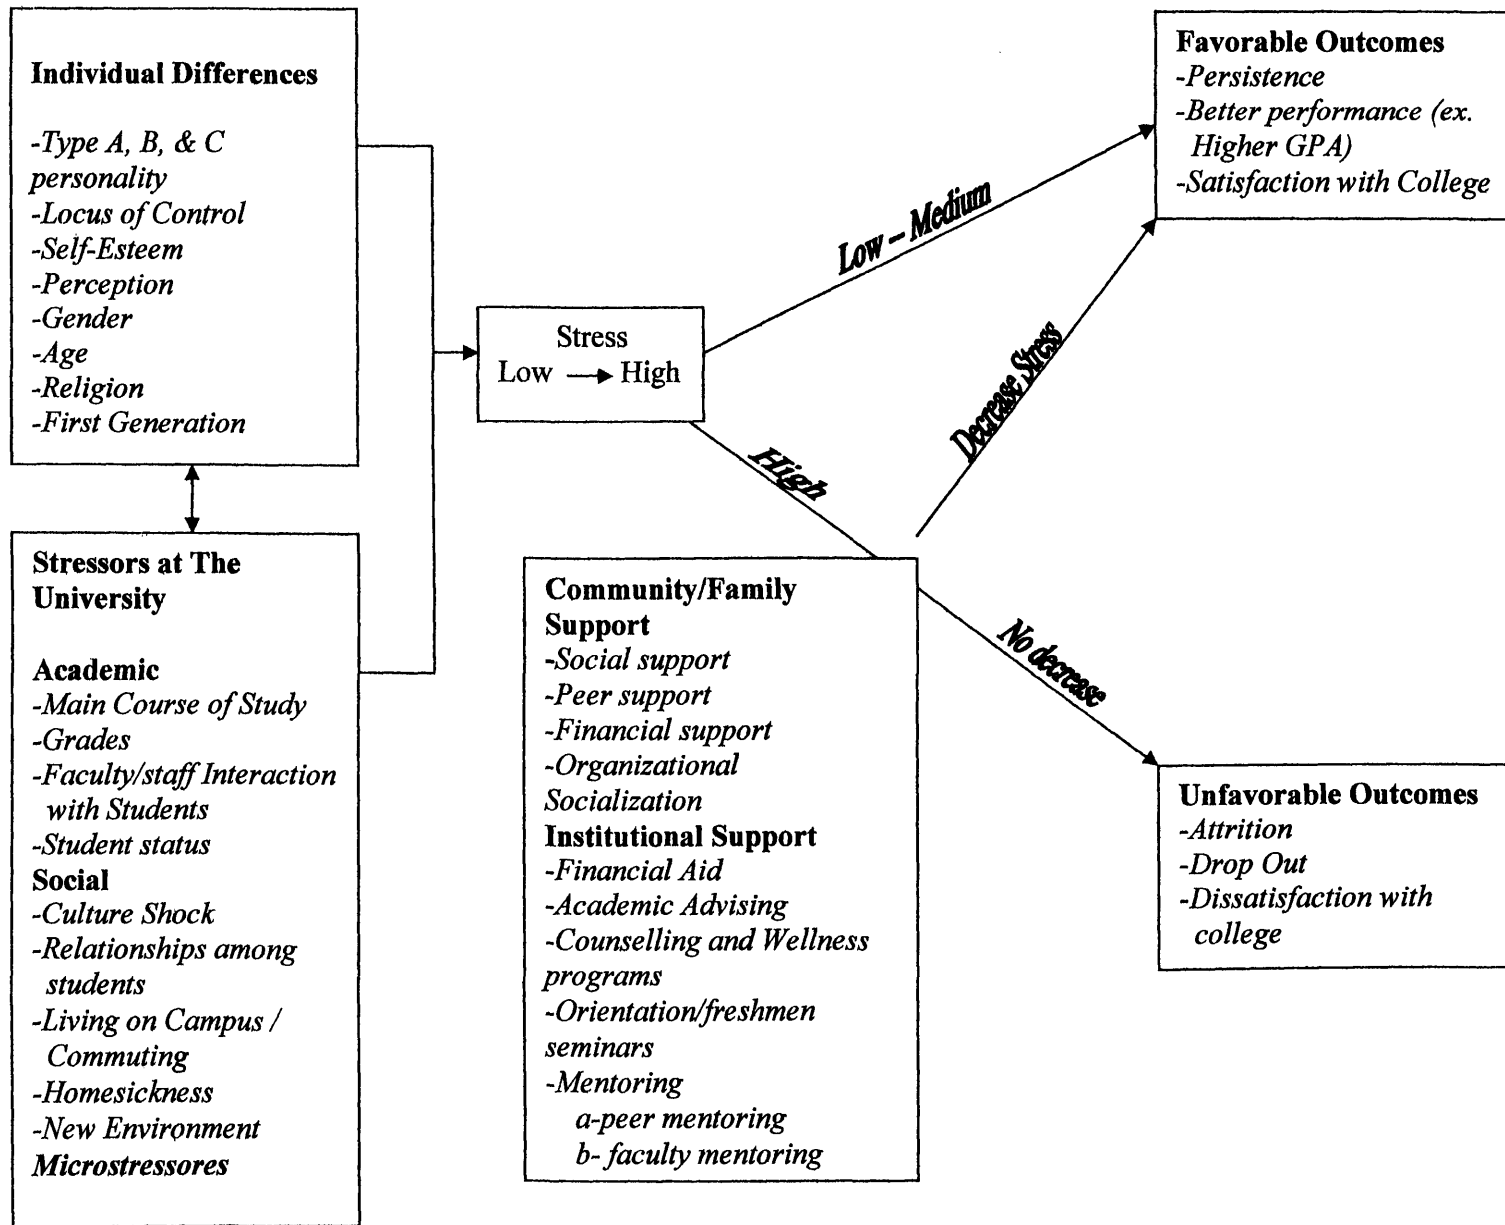 Individual Differences
-Type A, B, & C
personality
-Locus of Control
-Self-Esteem
-Perception
-Gender
-Age
-Religion
-First Generation
Stressors at The
University
Academic
-Main Course of Study
-Grades
-Faculty/staff Interaction
with Students
-Student status
Social
-Culture Shock
-Relationships among
students
-Living on Campus /
Commuting
-Homesickness
-New Environment
Microstressores
Stress
Low → High
Low – Medium
High
Decrease Stress
No decrease
Community/Family
Support
-Social support
-Peer support
-Financial support
-Organizational
Socialization
Institutional Support
-Financial Aid
-Academic Advising
-Counselling and Wellness
programs
-Orientation/freshmen
seminars
-Mentoring
a-peer mentoring
b- faculty mentoring
Favorable Outcomes
-Persistence
-Better performance (ex.
Higher GPA)
-Satisfaction with College
Unfavorable Outcomes
-Attrition
-Drop Out
-Dissatisfaction with
college